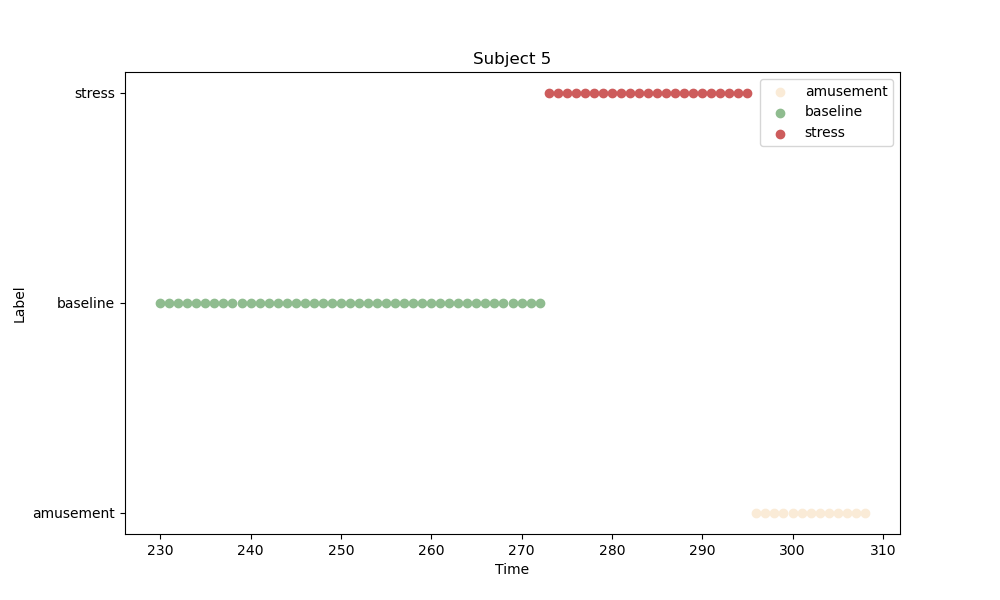 Subject 5
stress
baseline
amusement
Label
amusement
baseline
stress
230 240 250 260 270 280 290 300 310
Time